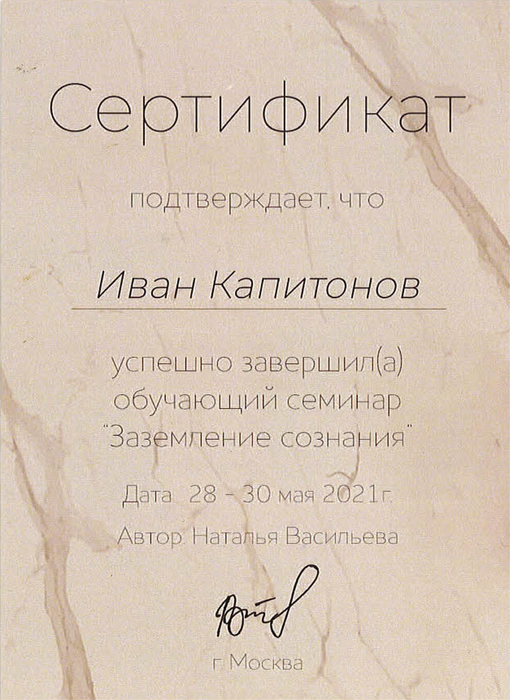 Сертификат
подтверждает, что
Иван Капитонов
успешно завершил(а)
обучающий семинар
"Заземление сознания"
Дата: 28 - 30 мая 2021г.
Автор: Наталья Васильева
г. Москва